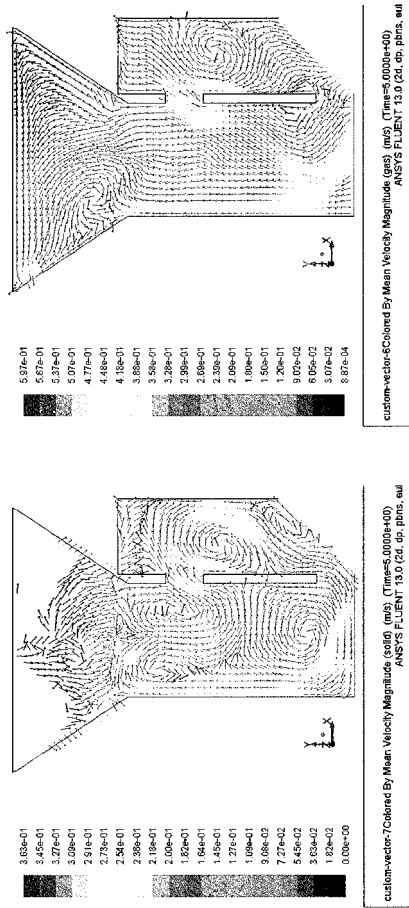 3.63e-01
3.45e-01
3.27e-01
3.09e-01
2.91e-01
2.73e-01
2.54e-01
2.36e-01
2.18e-01
2.00e-01
1.82e-01
1.64e-01
1.45e-01
1.27e-01
1.09e-01
9.08e-02
7.27e-02
5.45e-02
3.63e-02
1.82e-02
0.00e+00
Y
X
custom-vector-7Colored By Mean Velocity Magnitude (solid) (m/s) (Time=5.0000e+00)
ANSYS FLUENT 13.0 (2d, dp, pbns, eul
5.97e-01
5.67e-01
5.37e-01
5.07e-01
4.77e-01
4.48e-01
4.18e-01
3.88e-01
3.58e-01
3.28e-01
2.99e-01
2.69e-01
2.39e-01
2.09e-01
1.80e-01
1.50e-01
1.20e-01
9.02e-02
6.05e-02
3.07e-02
8.87e-04
Y
X
custom-vector-6Colored By Mean Velocity Magnitude (gas) (m/s) (Time=5.0000e+00)
ANSYS FLUENT 13.0 (2d, dp, pbns, eul